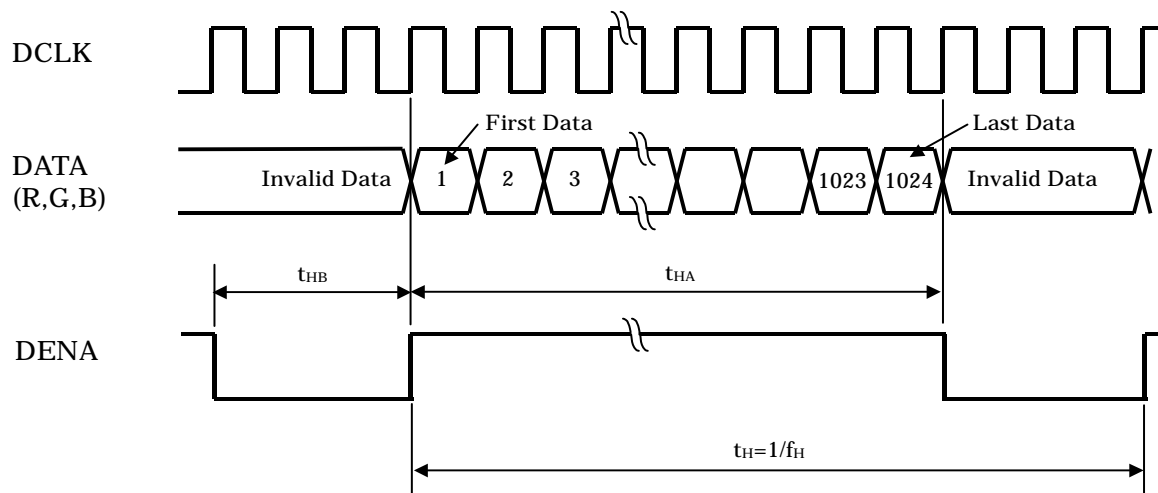 DCLK
First Data
Last Data
DATA
(R,G,B)
Invalid Data
1
2
3
1023
1024
Invalid Data
tHB
tHA
DENA
tH=1/fH